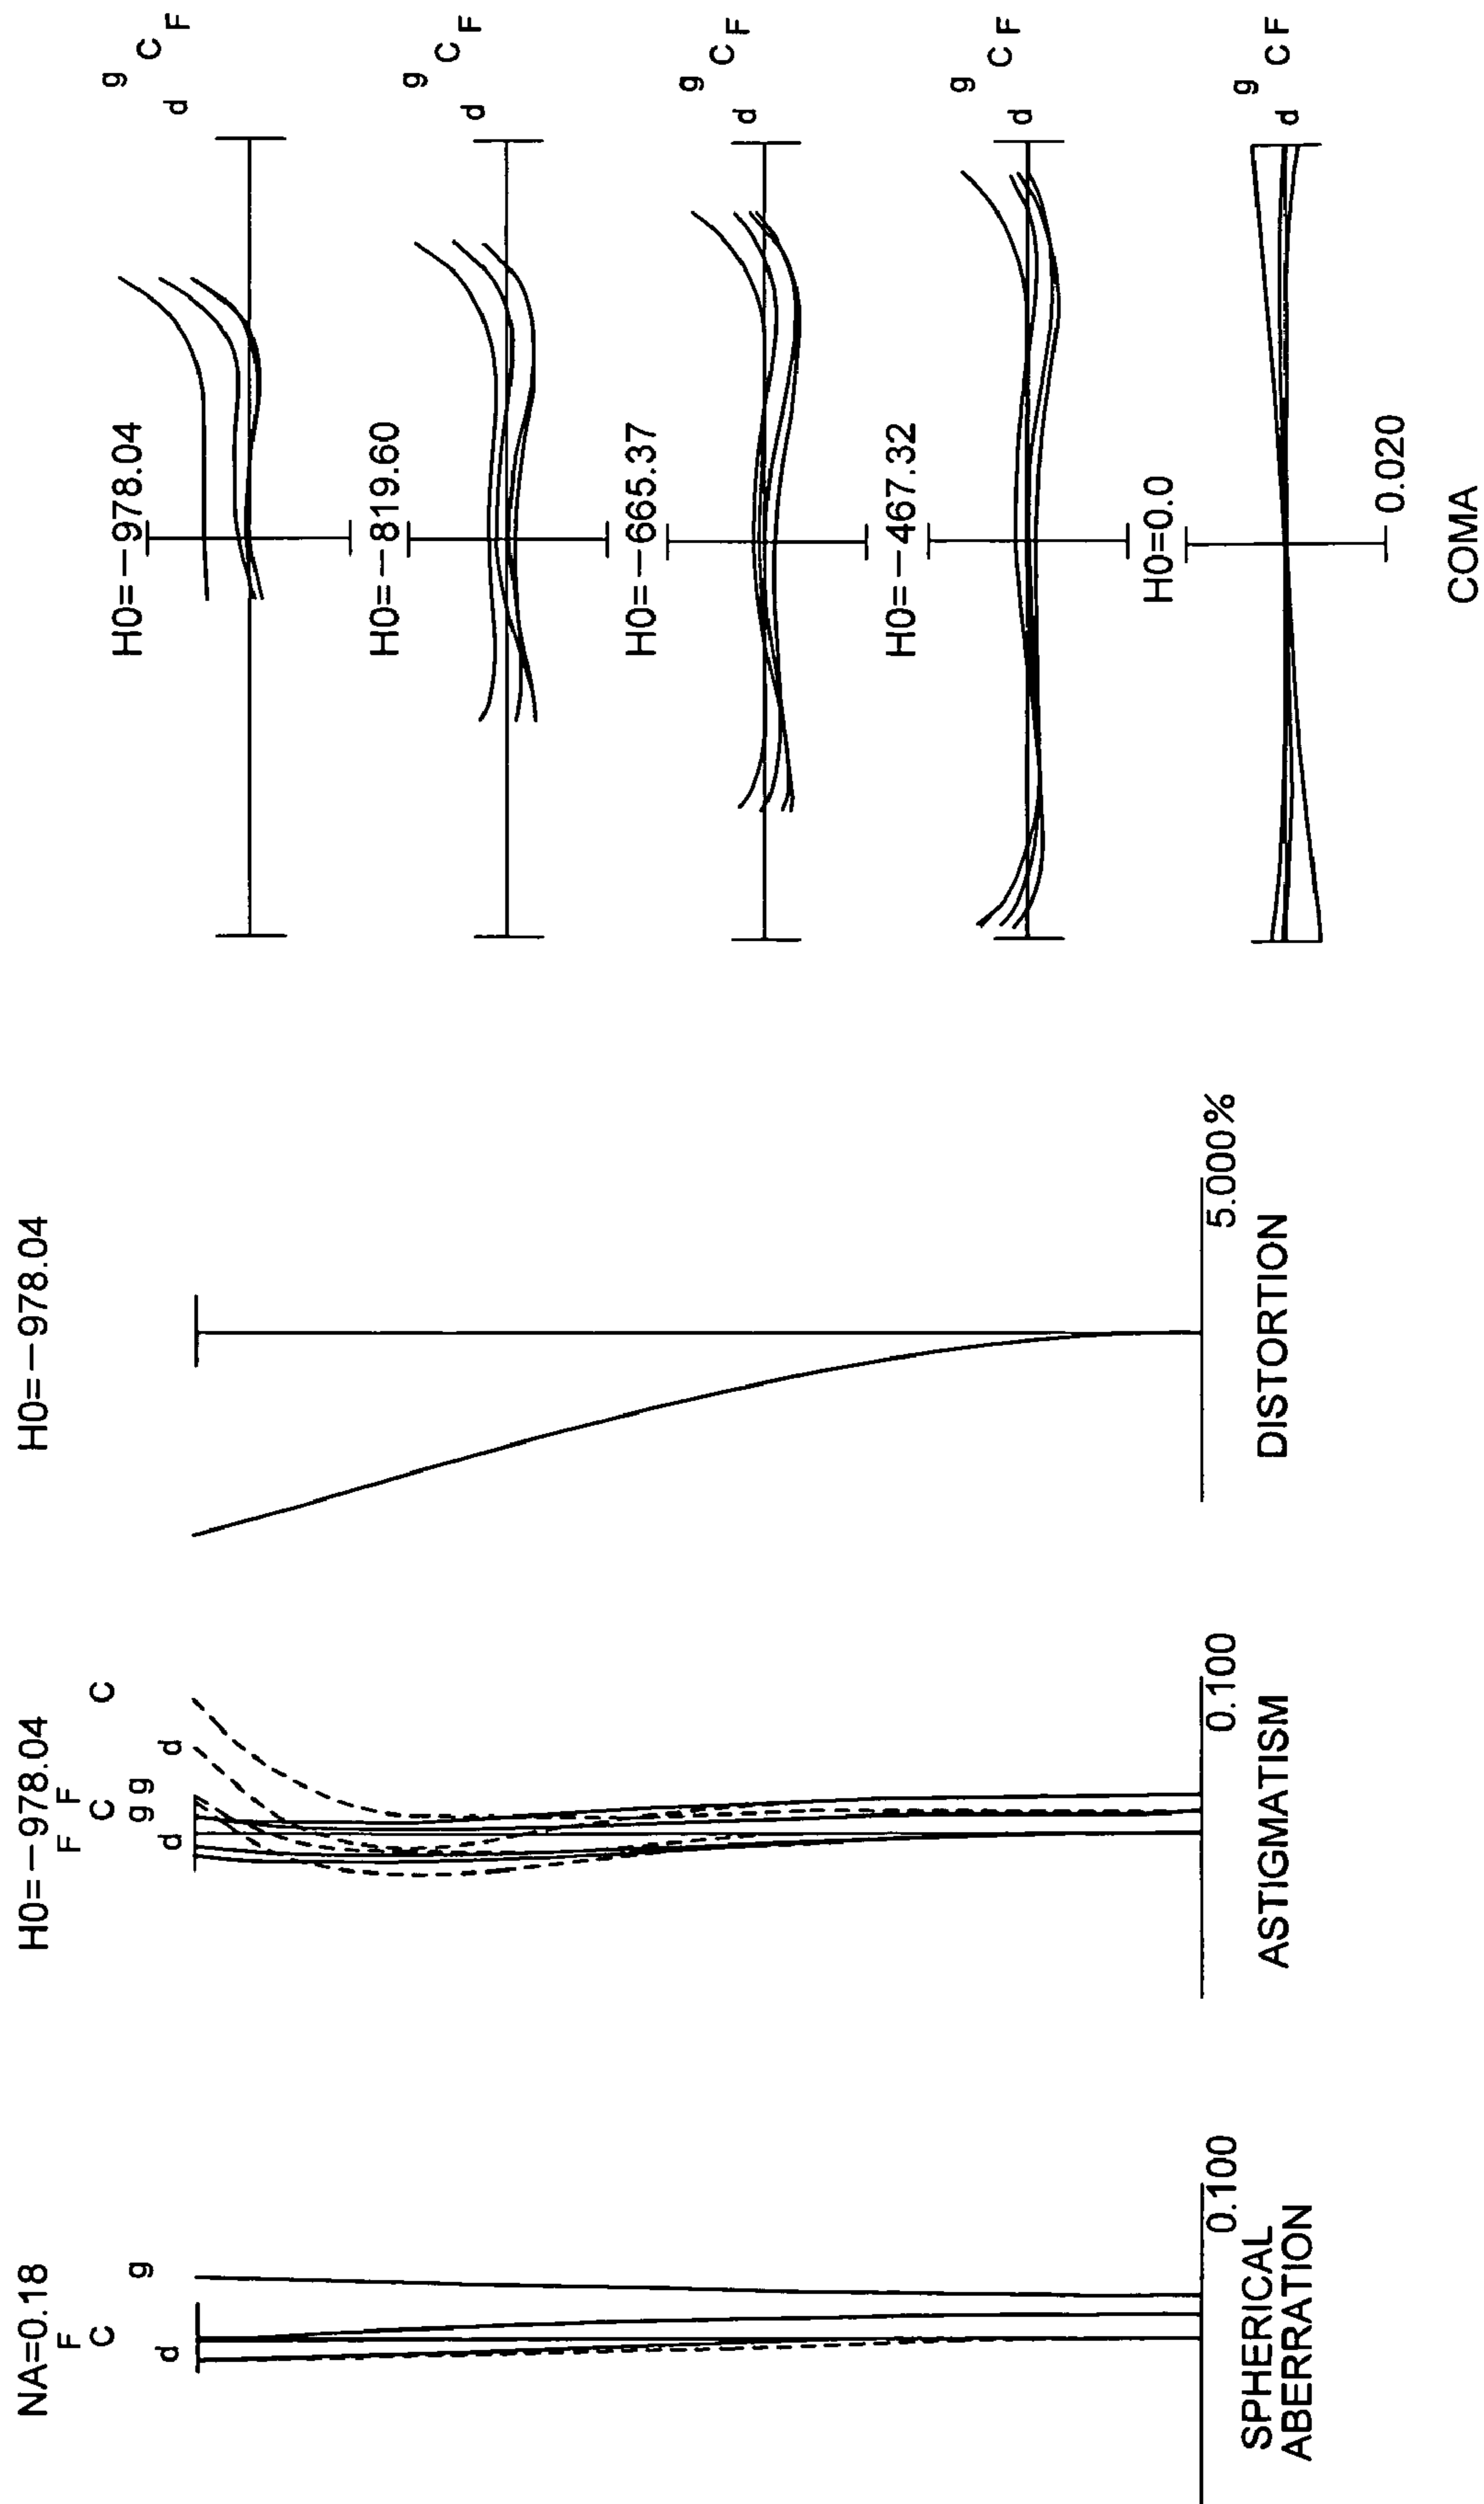 NA=0.18
F
C
g
d
0.100
SPHERICAL
ABERRATION
H0=-978.04
F F
C C
g g
d d
0.100
ASTIGMATISM
H0=-978.04
5.000%
DISTORTION
g
C F
d
H0=-978.04
g
C F
d
H0=-819.60
g
C F
d
H0=-665.37
g
C F
d
H0=-467.32
g
C F
d
H0=0.0
0.020
COMA